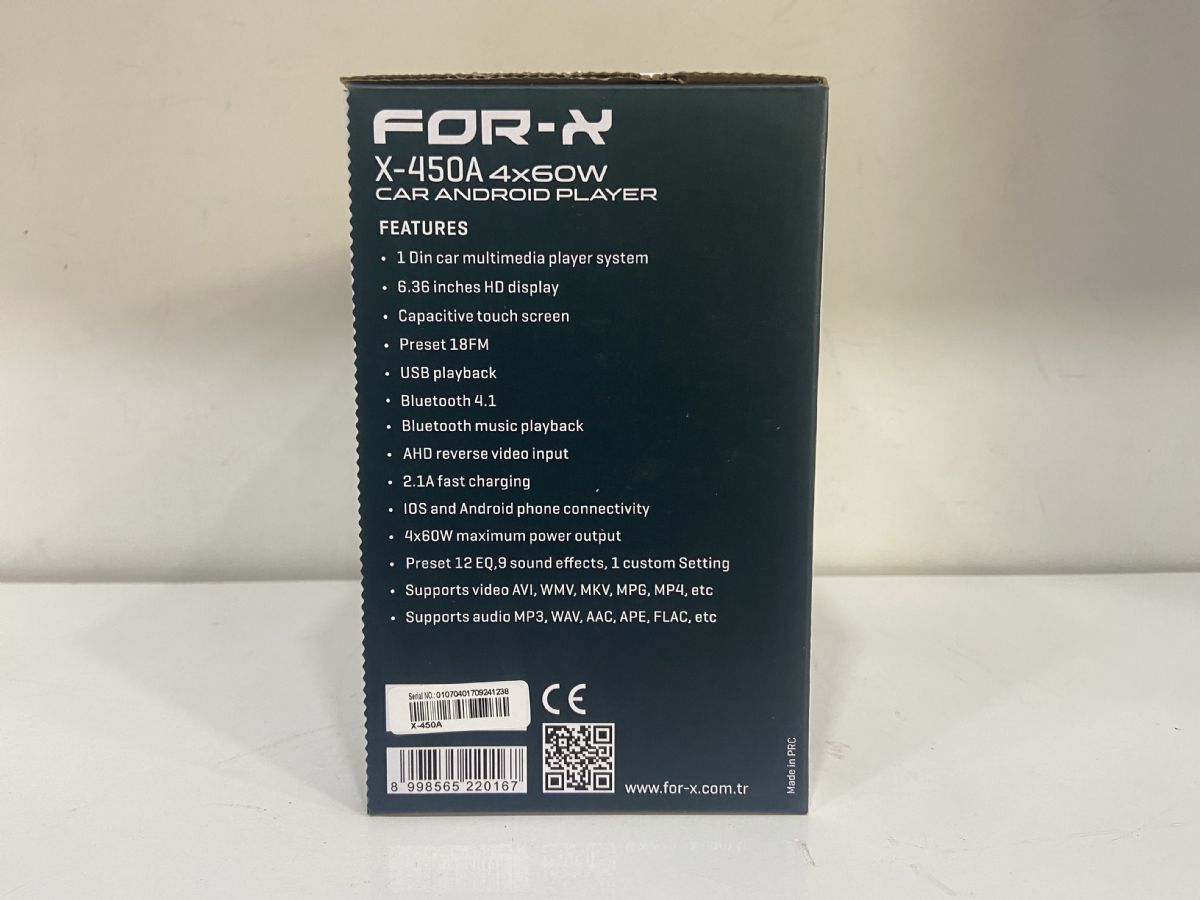 FOR-X
X-450A 4x60W
CAR ANDROID PLAYER
FEATURES
• 1 Din car multimedia player system
• 6.36 inches HD display
• Capacitive touch screen
• Preset 18FM
• USB playback
• Bluetooth 4.1
• Bluetooth music playback
• AHD reverse video input
• 2.1A fast charging
• IOS and Android phone connectivity
• 4x60W maximum power output
• Preset 12 EQ,9 sound effects, 1 custom Setting
• Supports video AVI, WMV, MKV, MPG, MP4, etc
• Supports audio MP3, WAV, AAC, APE, FLAC, etc
Serial NO.: 01070401709241238
X-450A
CE
8 998565 220167
www.for-x.com.tr
Made in PRC